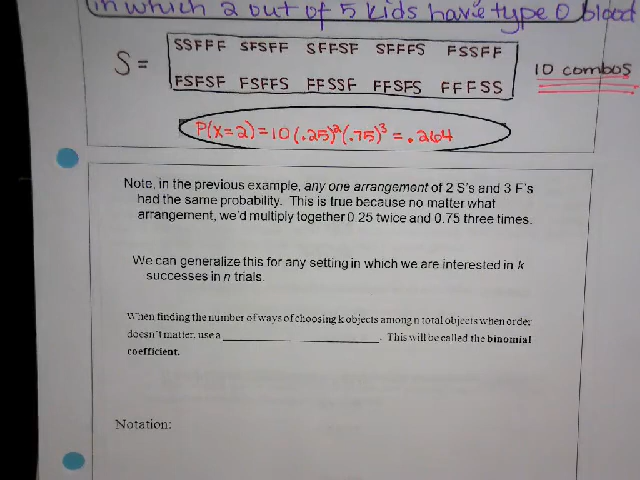 in which 2 out of 5 kids have type O blood
S =
SSFFF SFSFF SFFSF SFFFS FSSFF
FSFSF FSFFS FFSSF FFSFS FFFSS
10 combos
P(X=2) = 10(.25)²(.75)³ = .264
Note, in the previous example, any one arrangement of 2 S's and 3 F's
had the same probability. This is true because no matter what
arrangement, we'd multiply together 0.25 twice and 0.75 three times.
We can generalize this for any setting in which we are interested in k
successes in n trials.
When finding the number of ways of choosing k objects among n total objects when order
doesn't matter, use a ____________________________. This will be called the binomial
coefficient.
Notation: